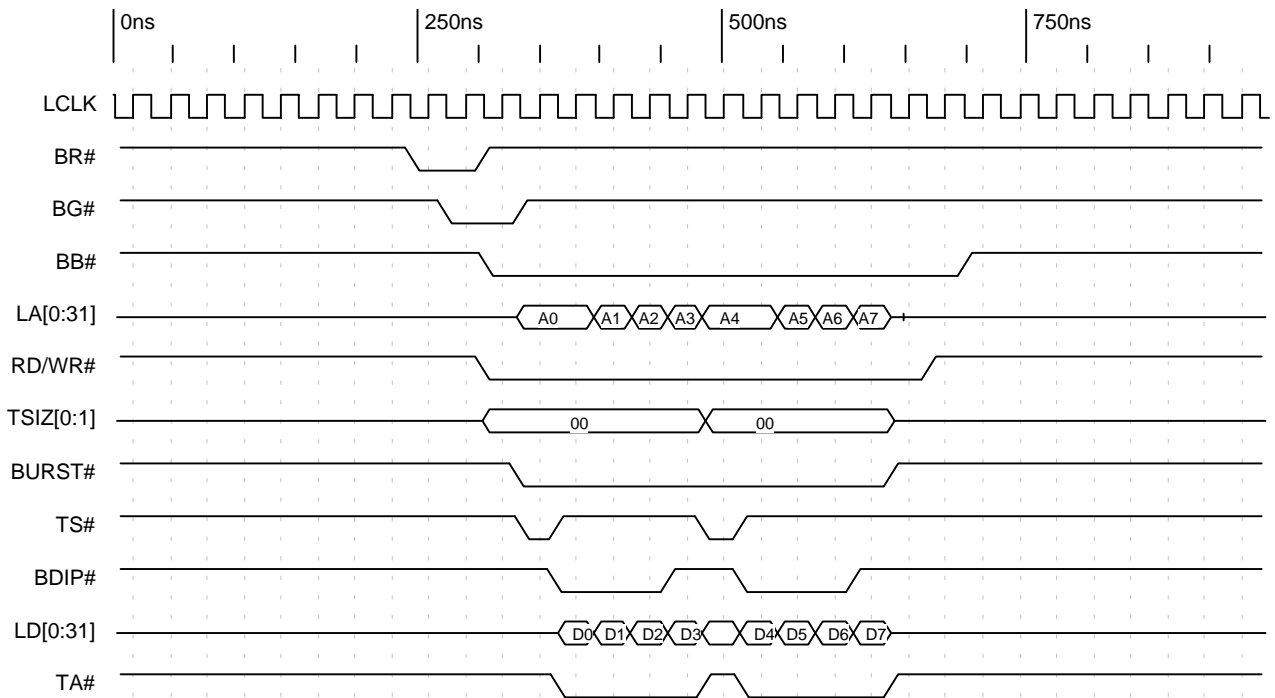 0ns 250ns 500ns 750ns
LCLK
BR#
BG#
BB#
LA[0:31] A0 A1 A2 A3 A4 A5 A6 A7
RD/WR#
TSIZ[0:1] 00 00
BURST#
TS#
BDIP#
LD[0:31] D0 D1 D2 D3 D4 D5 D6 D7
TA#